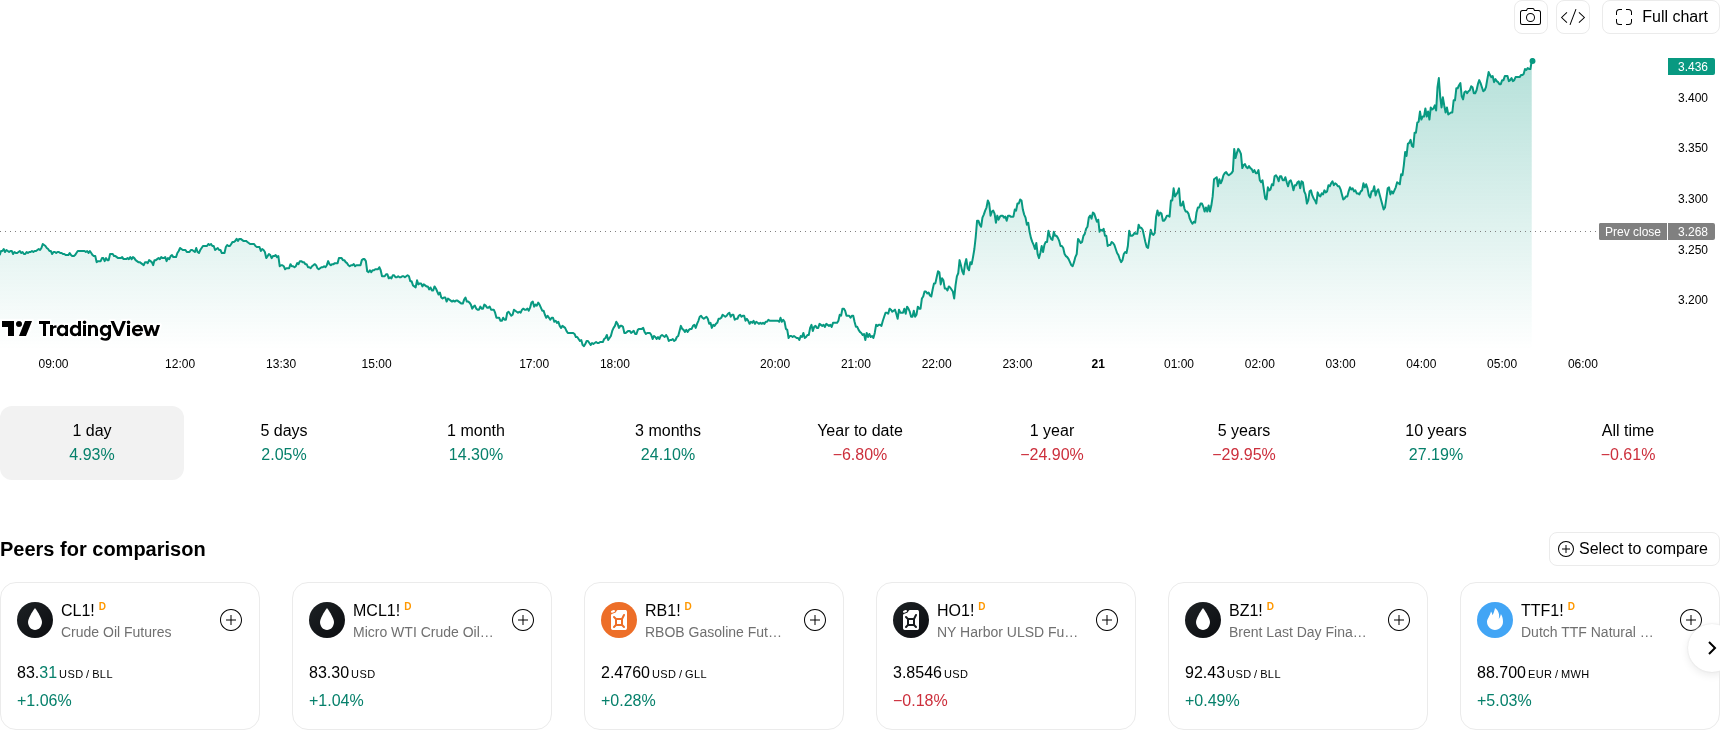 Full chart
3.436
3.400
3.350
3.300
Prev close 3.268
3.250
3.200
TradingView
09:00 12:00 13:30 15:00 17:00 18:00 20:00 21:00 22:00 23:00 21 01:00 02:00 03:00 04:00 05:00 06:00
1 day 5 days 1 month 3 months Year to date 1 year 5 years 10 years All time
4.93% 2.05% 14.30% 24.10% −6.80% −24.90% −29.95% 27.19% −0.61%
Peers for comparison
Select to compare
CL1! D
Crude Oil Futures
83.31 USD / BLL
+1.06%
MCL1! D
Micro WTI Crude Oil…
83.30 USD
+1.04%
RB1! D
RBOB Gasoline Fut…
2.4760 USD / GLL
+0.28%
HO1! D
NY Harbor ULSD Fu…
3.8546 USD
−0.18%
BZ1! D
Brent Last Day Fina…
92.43 USD / BLL
+0.49%
TTF1! D
Dutch TTF Natural …
88.700 EUR / MWH
+5.03%